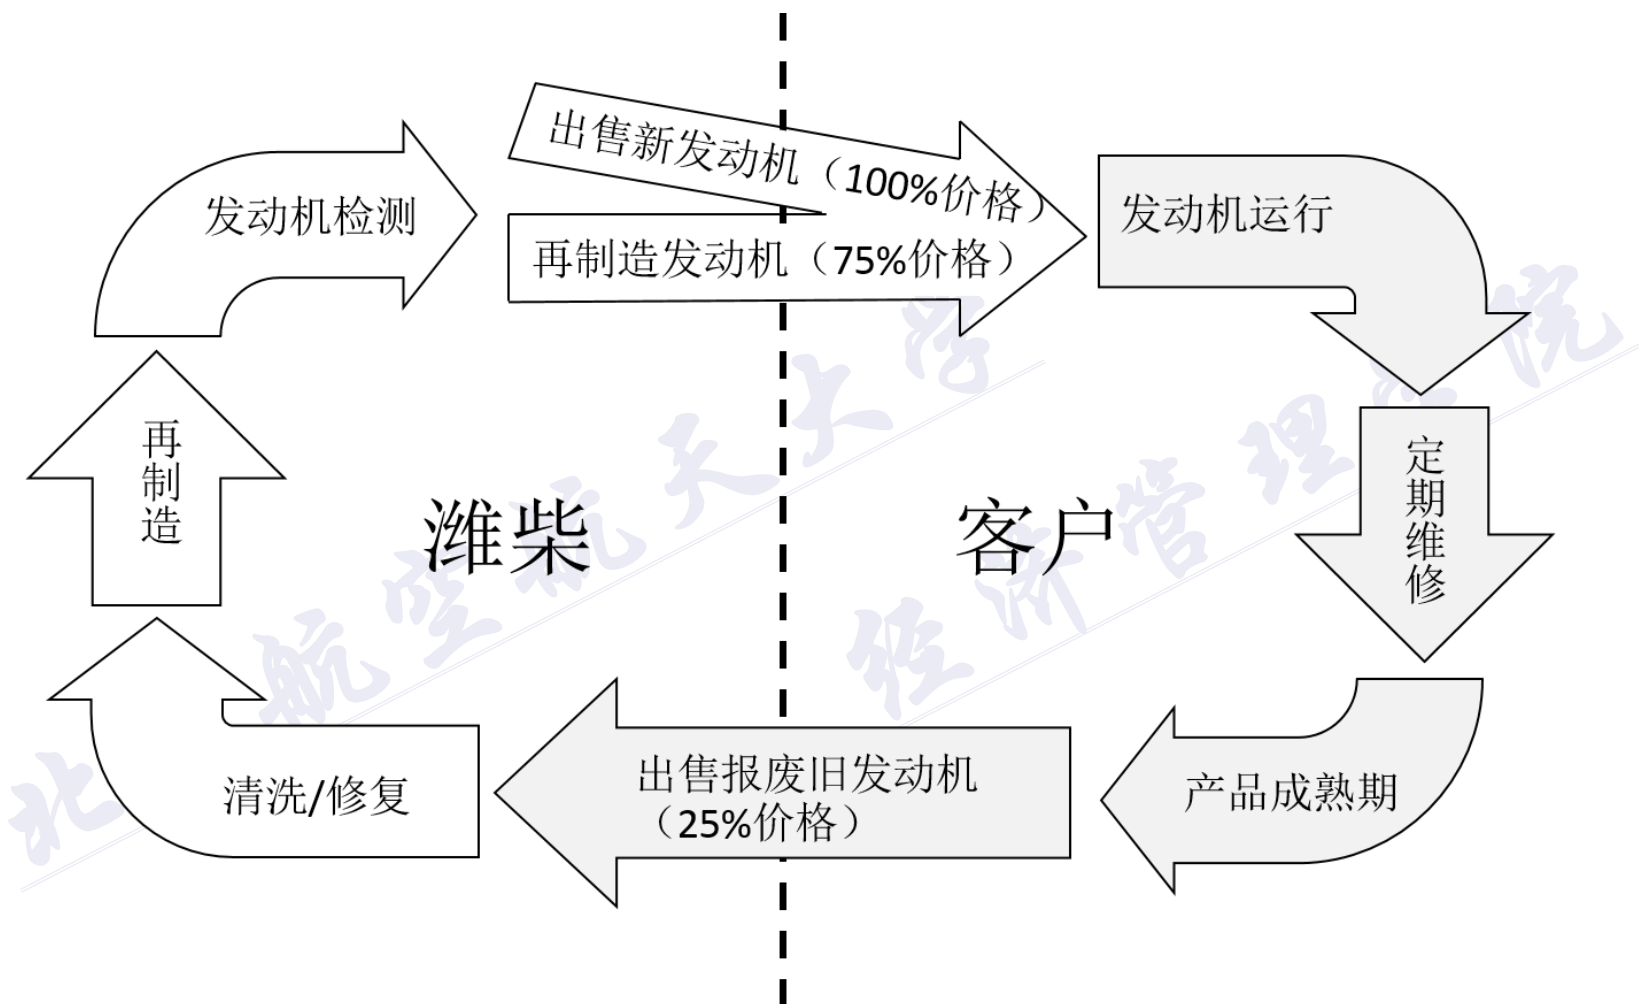 出售新发动机（100%价格）
发动机检测
再制造发动机（75%价格）
发动机运行
再制造
定期维修
潍柴
客户
清洗/修复
出售报废旧发动机
（25%价格）
产品成熟期
北京航空航天大学
经济管理学院